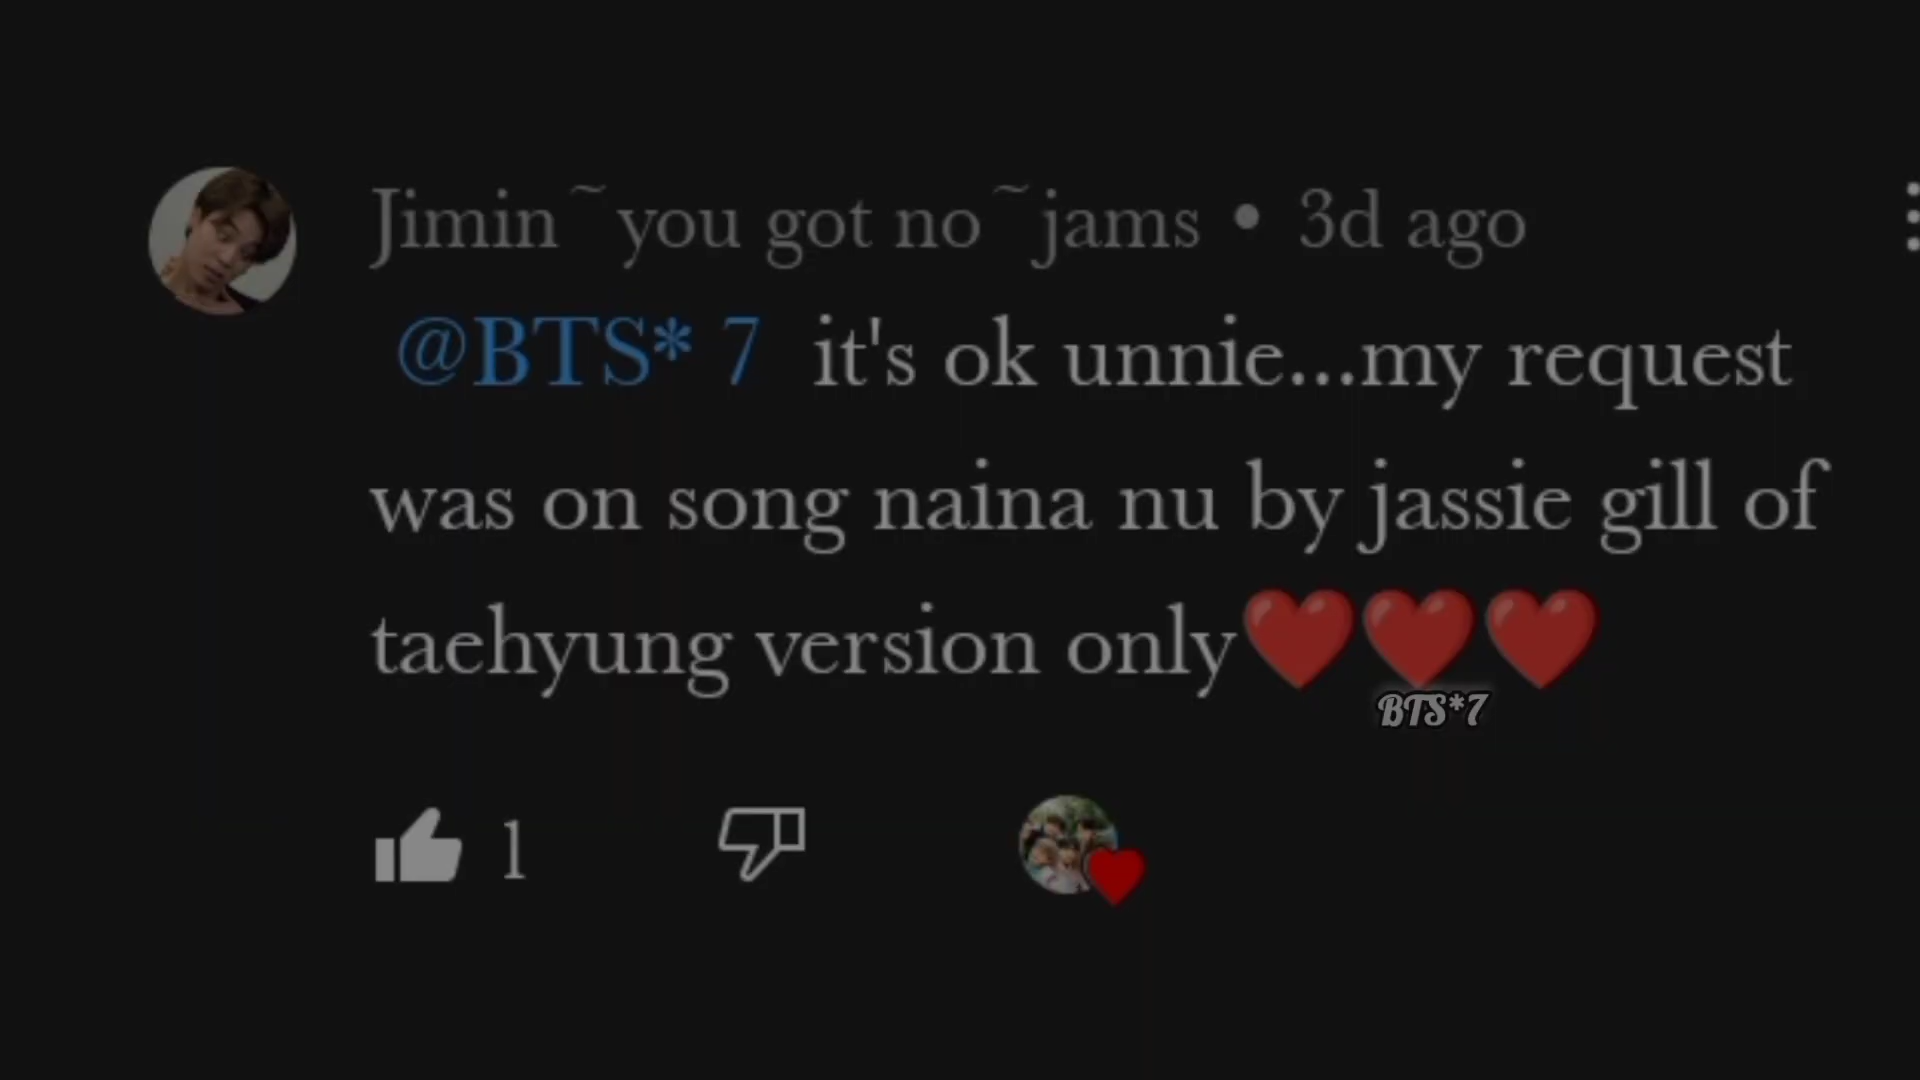 Jimin~you got no~jams • 3d ago
@BTS* 7 it's ok unnie...my request
was on song naina nu by jassie gill of
taehyung version only❤️❤️❤️
BTS*7
1